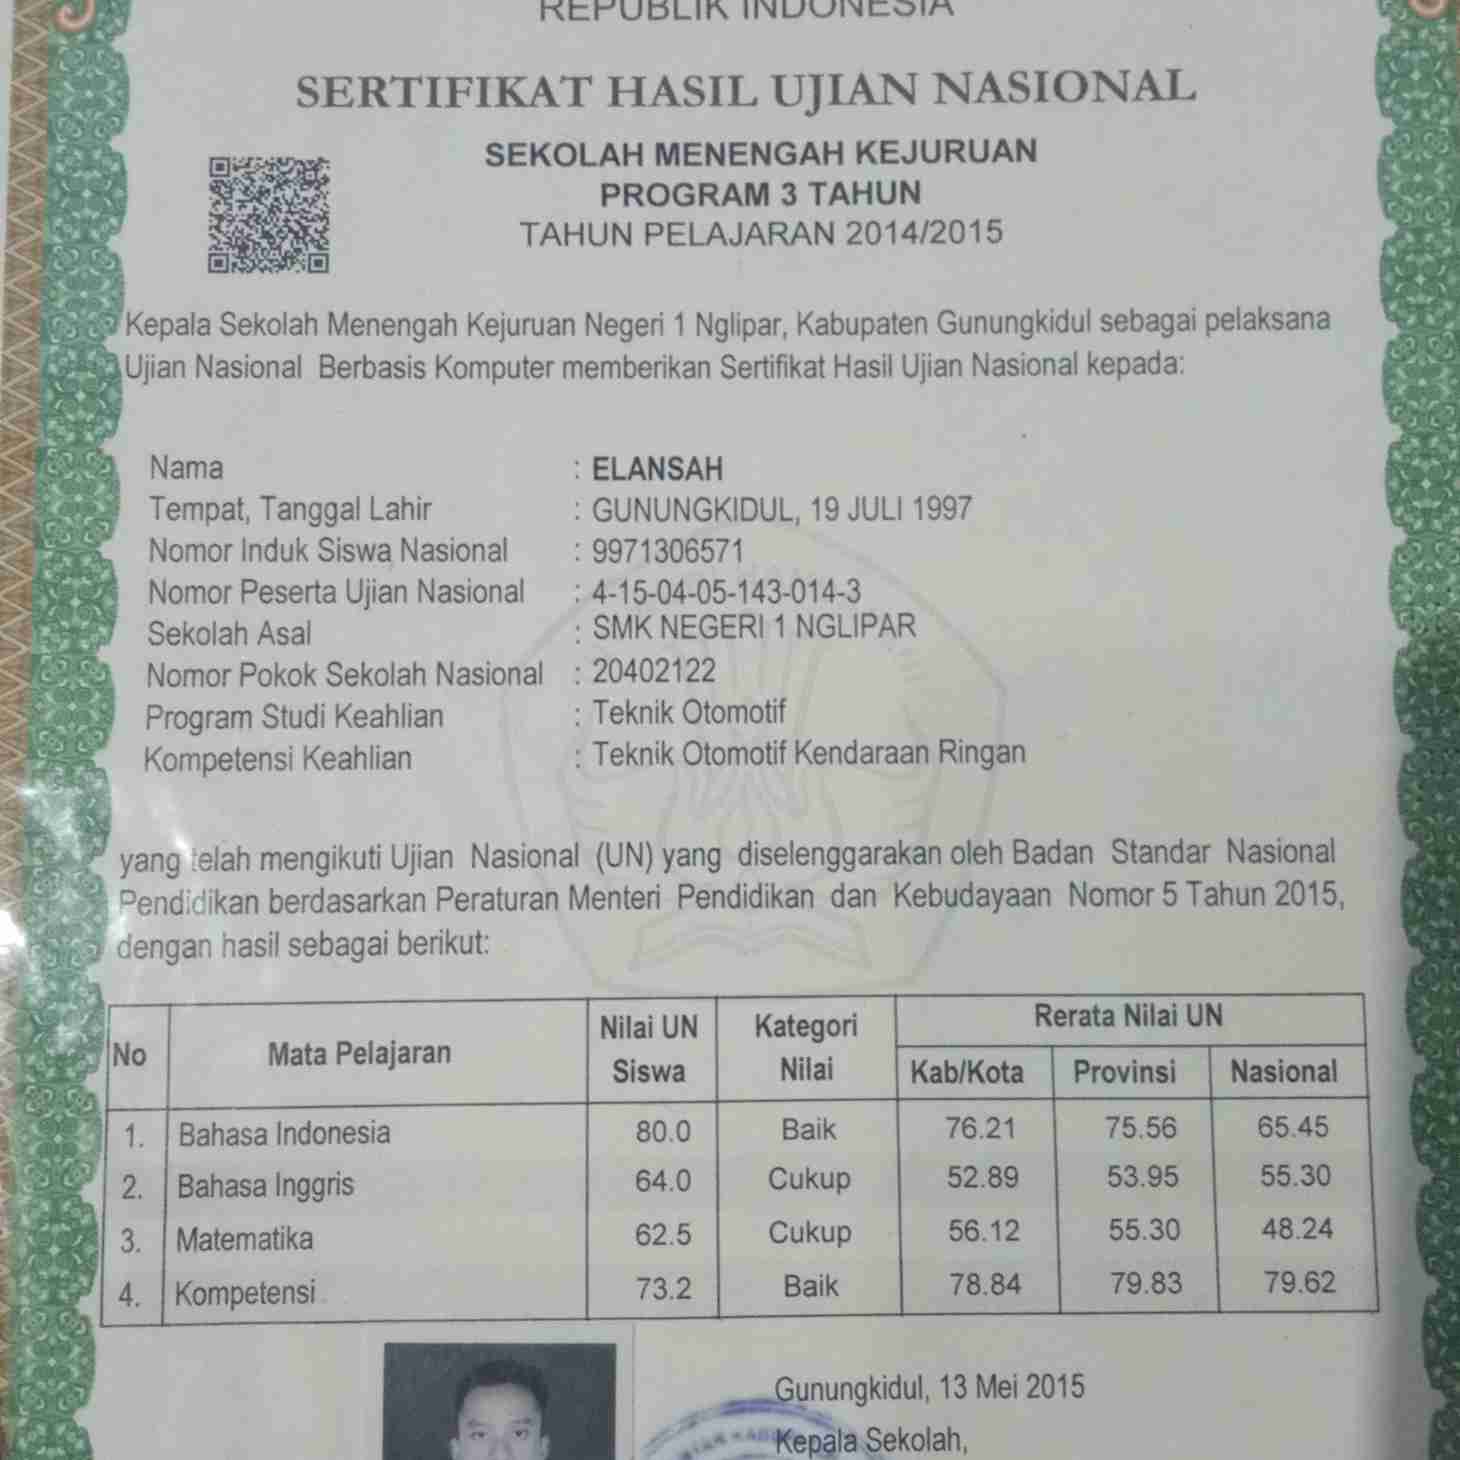 REPUBLIK INDONESIA
SERTIFIKAT HASIL UJIAN NASIONAL
SEKOLAH MENENGAH KEJURUAN
PROGRAM 3 TAHUN
TAHUN PELAJARAN 2014/2015
Kepala Sekolah Menengah Kejuruan Negeri 1 Nglipar, Kabupaten Gunungkidul sebagai pelaksana
Ujian Nasional Berbasis Komputer memberikan Sertifikat Hasil Ujian Nasional kepada:
Nama : ELANSAH
Tempat, Tanggal Lahir : GUNUNGKIDUL, 19 JULI 1997
Nomor Induk Siswa Nasional : 9971306571
Nomor Peserta Ujian Nasional : 4-15-04-05-143-014-3
Sekolah Asal : SMK NEGERI 1 NGLIPAR
Nomor Pokok Sekolah Nasional : 20402122
Program Studi Keahlian : Teknik Otomotif
Kompetensi Keahlian : Teknik Otomotif Kendaraan Ringan
yang telah mengikuti Ujian Nasional (UN) yang diselenggarakan oleh Badan Standar Nasional
Pendidikan berdasarkan Peraturan Menteri Pendidikan dan Kebudayaan Nomor 5 Tahun 2015,
dengan hasil sebagai berikut:
No Mata Pelajaran Nilai UN Siswa Kategori Nilai Rerata Nilai UN
Kab/Kota Provinsi Nasional
1. Bahasa Indonesia 80.0 Baik 76.21 75.56 65.45
2. Bahasa Inggris 64.0 Cukup 52.89 53.95 55.30
3. Matematika 62.5 Cukup 56.12 55.30 48.24
4. Kompetensi 73.2 Baik 78.84 79.83 79.62
Gunungkidul, 13 Mei 2015
Kepala Sekolah,